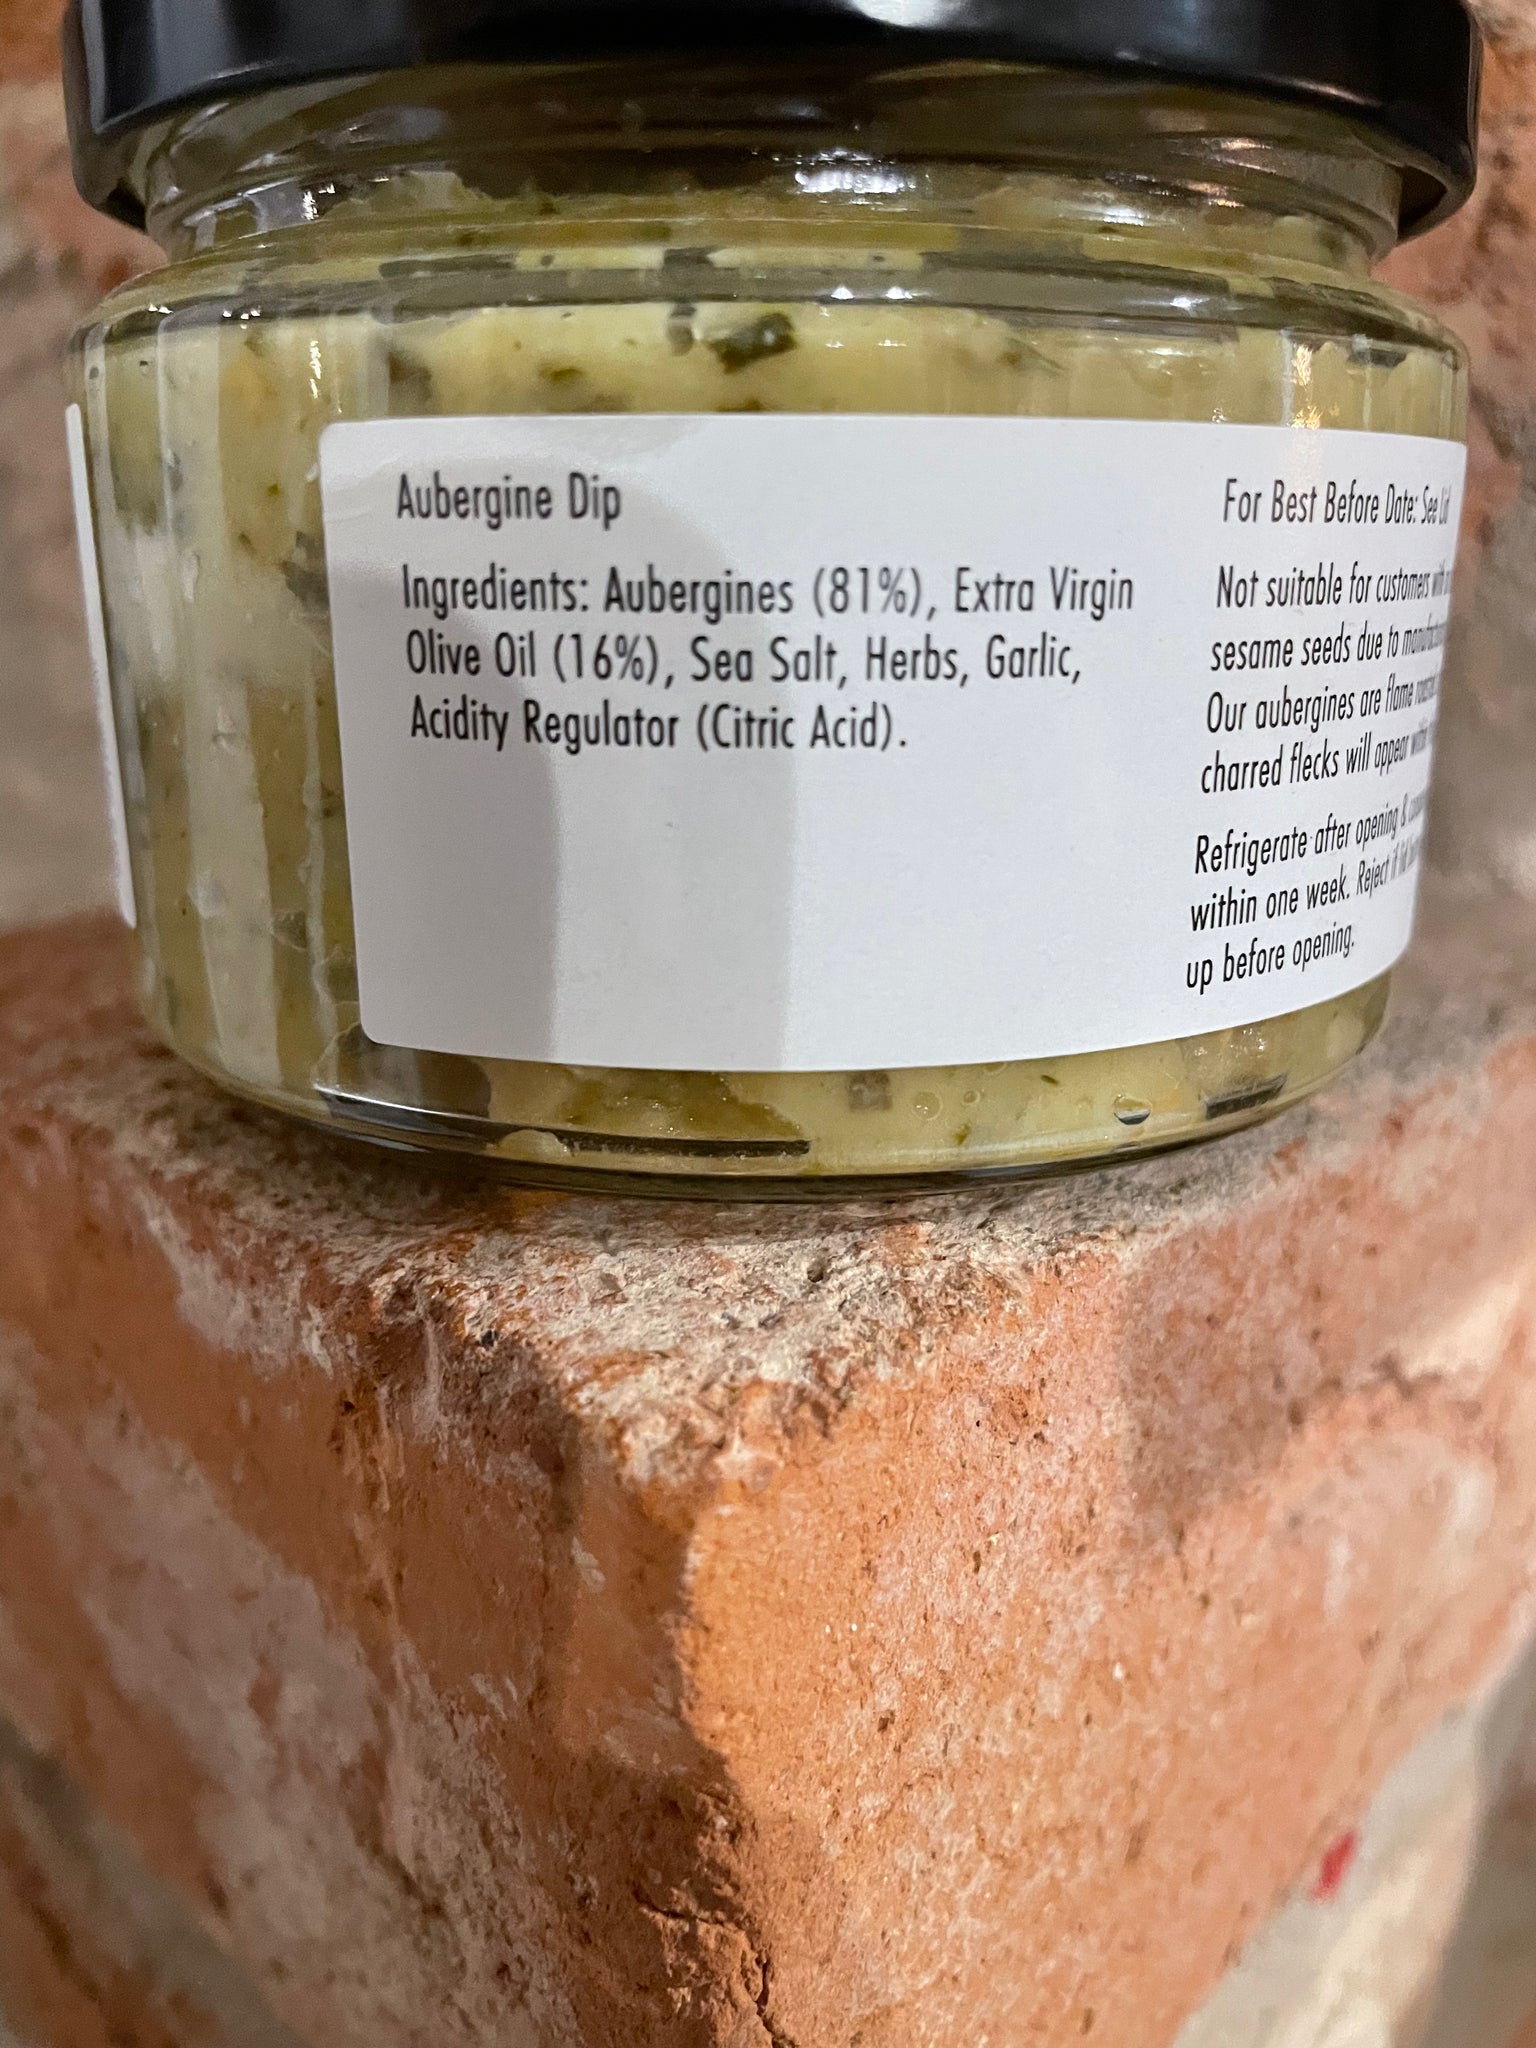 Aubergine Dip
Ingredients: Aubergines (81%), Extra Virgin
Olive Oil (16%), Sea Salt, Herbs, Garlic,
Acidity Regulator (Citric Acid).
For Best Before Date: See Lid
Not suitable for customers with
sesame seeds due to
Our aubergines are flame
charred flecks will appear
Refrigerate after opening &
within one week. Reject if lid
up before opening.